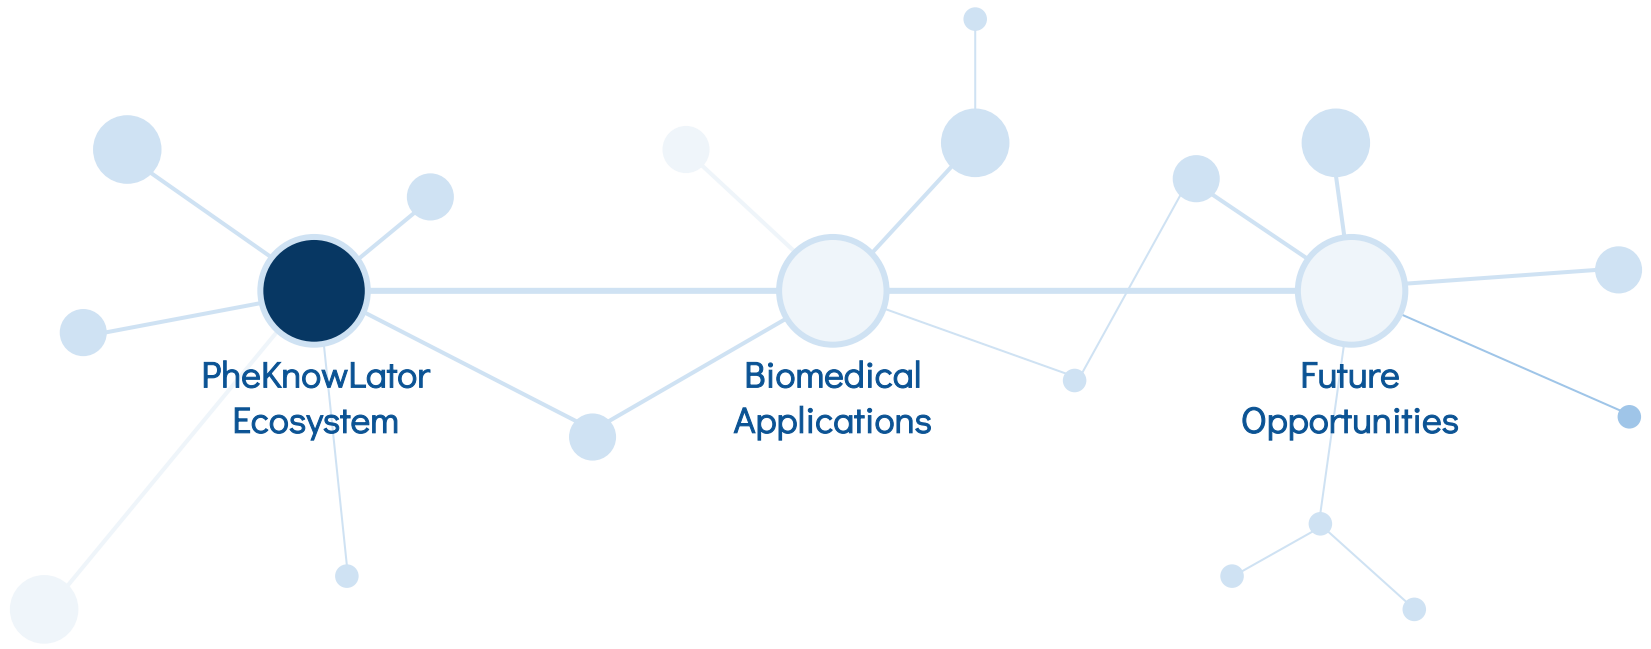 PheKnowLator
Ecosystem
Biomedical
Applications
Future
Opportunities